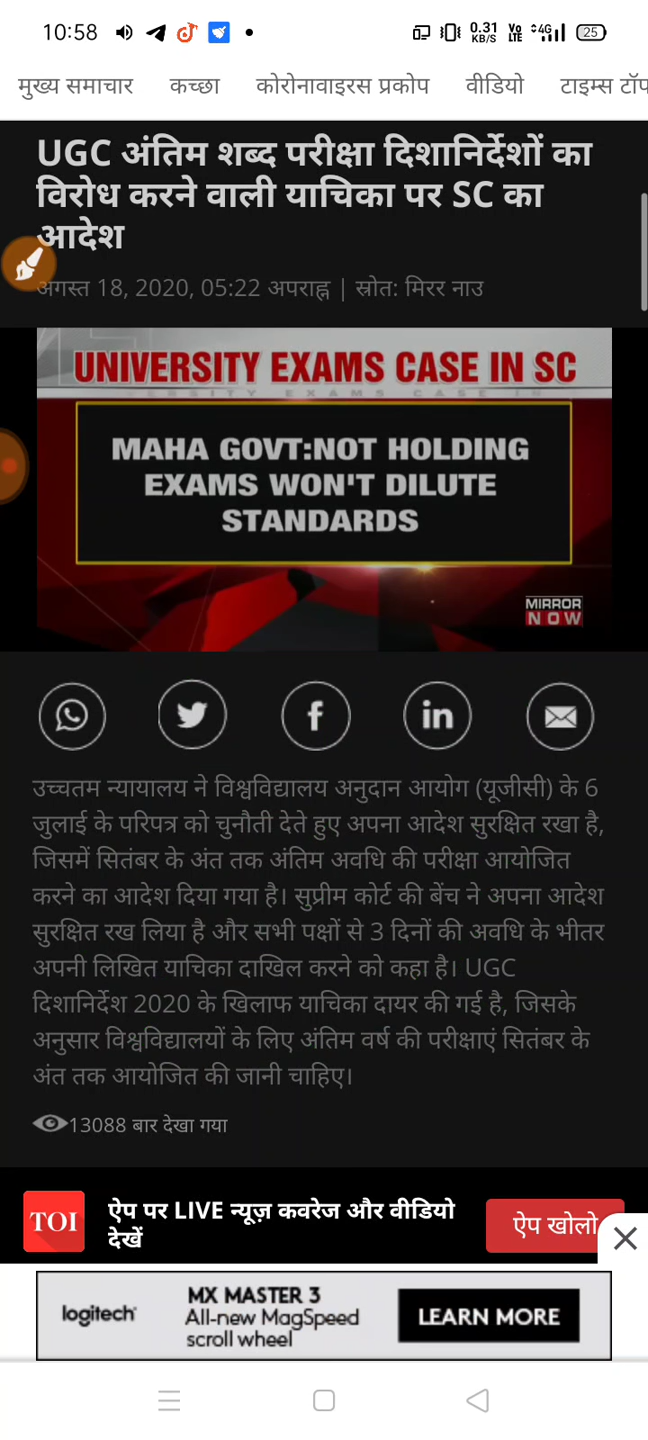 10:58
0.31
KB/S
Vo
LTE
4G
25
मुख्य समाचार कच्छा कोरोनावाइरस प्रकोप वीडियो टाइम्स टॉप
UGC अंतिम शब्द परीक्षा दिशानिर्देशों का
विरोध करने वाली याचिका पर SC का
आदेश
अगस्त 18, 2020, 05:22 अपराह्न | स्रोत: मिरर नाउ
UNIVERSITY EXAMS CASE IN SC
MAHA GOVT:NOT HOLDING
EXAMS WON'T DILUTE
STANDARDS
MIRROR
NOW
उच्चतम न्यायालय ने विश्वविद्यालय अनुदान आयोग (यूजीसी) के 6
जुलाई के परिपत्र को चुनौती देते हुए अपना आदेश सुरक्षित रखा है,
जिसमें सितंबर के अंत तक अंतिम अवधि की परीक्षा आयोजित
करने का आदेश दिया गया है। सुप्रीम कोर्ट की बेंच ने अपना आदेश
सुरक्षित रख लिया है और सभी पक्षों से 3 दिनों की अवधि के भीतर
अपनी लिखित याचिका दाखिल करने को कहा है। UGC
दिशानिर्देश 2020 के खिलाफ याचिका दायर की गई है, जिसके
अनुसार विश्वविद्यालयों के लिए अंतिम वर्ष की परीक्षाएं सितंबर के
अंत तक आयोजित की जानी चाहिए।
13088 बार देखा गया
TOI
ऐप पर LIVE न्यूज़ कवरेज और वीडियो
देखें
ऐप खोलो
logitech
MX MASTER 3
All-new MagSpeed
scroll wheel
LEARN MORE